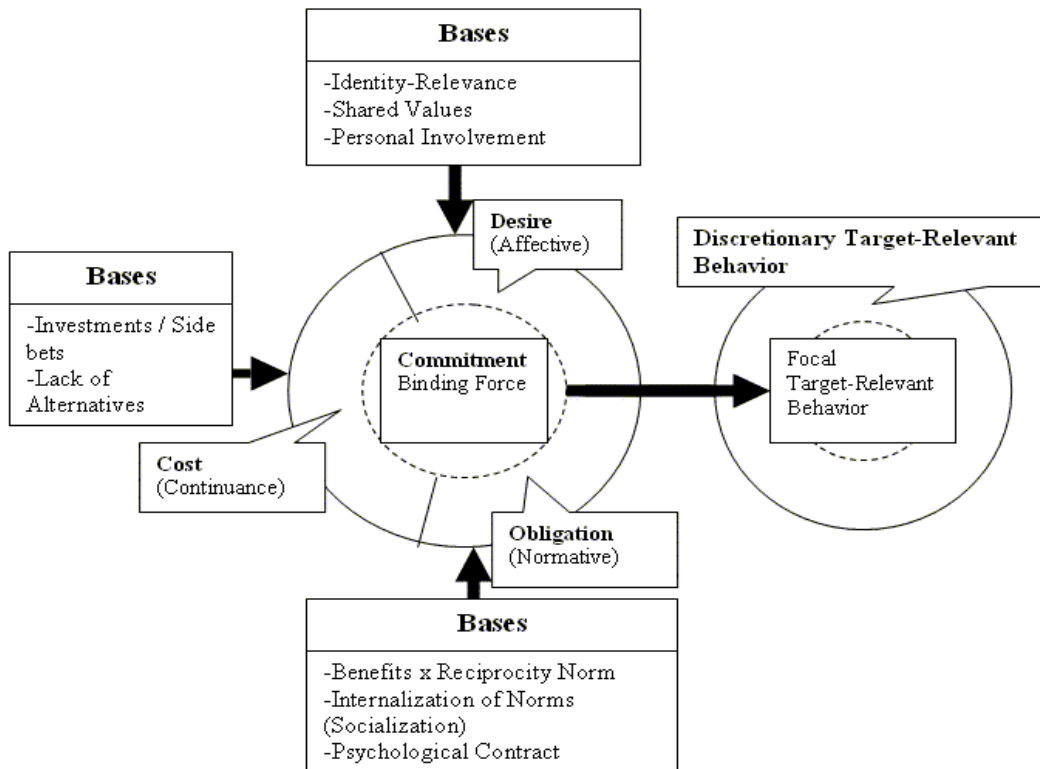 Bases
-Identity-Relevance
-Shared Values
-Personal Involvement
Desire
(Affective)
Discretionary Target-Relevant
Behavior
Bases
-Investments / Side
bets
-Lack of
Alternatives
Commitment
Binding Force
Focal
Target-Relevant
Behavior
Cost
(Continuance)
Obligation
(Normative)
Bases
-Benefits x Reciprocity Norm
-Internalization of Norms
(Socialization)
-Psychological Contract